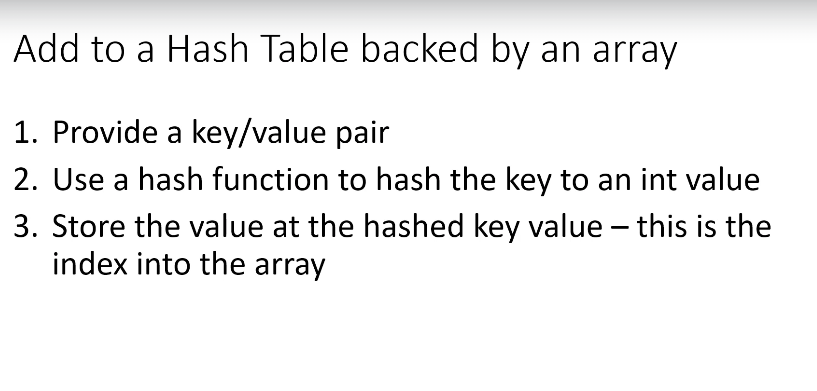 Add to a Hash Table backed by an array
1. Provide a key/value pair
2. Use a hash function to hash the key to an int value
3. Store the value at the hashed key value – this is the
index into the array